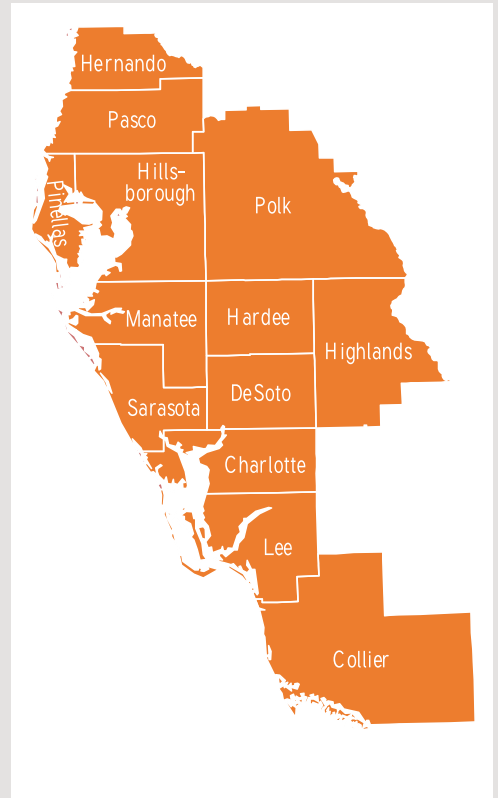 Hernando
Pasco
Hills-
borough
Pinellas
Polk
Manatee
Hardee
Highlands
DeSoto
Sarasota
Charlotte
Lee
Collier